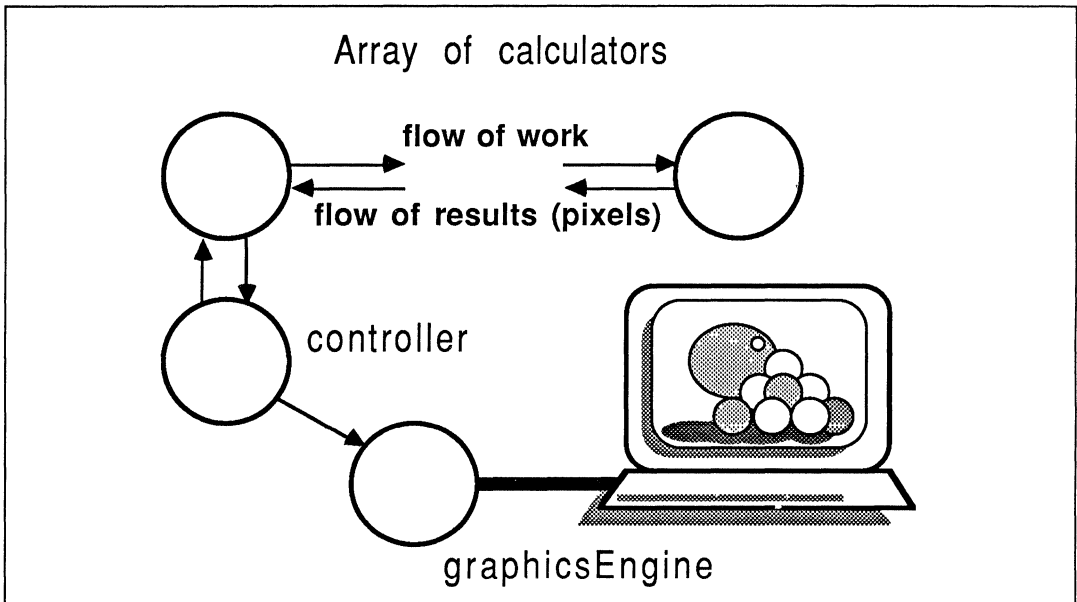 Array of calculators
flow of work
flow of results (pixels)
controller
graphicsEngine